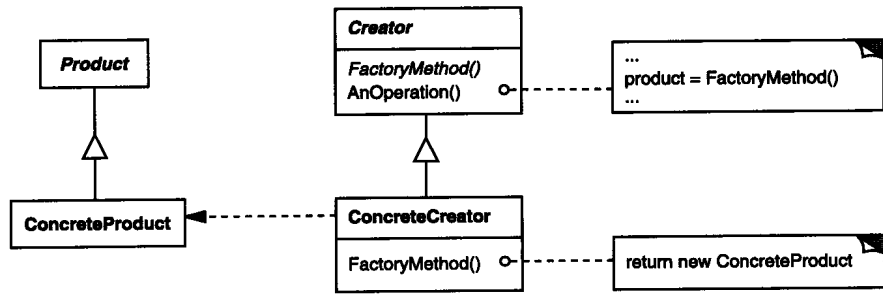 Product
ConcreteProduct
Creator
FactoryMethod()
AnOperation()
...
product = FactoryMethod()
...
ConcreteCreator
FactoryMethod()
return new ConcreteProduct